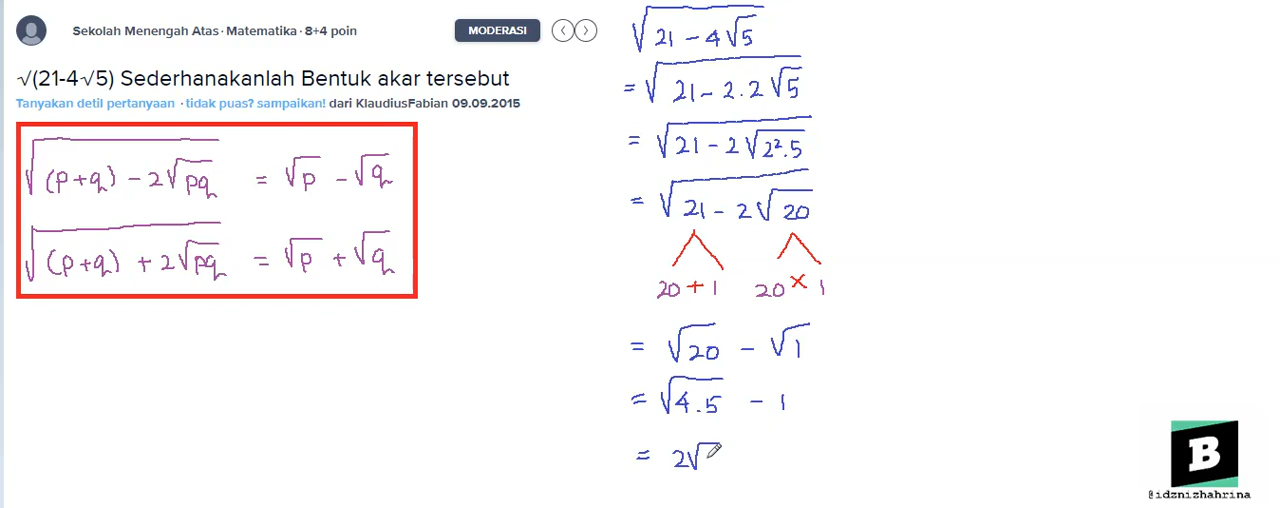 Sekolah Menengah Atas · Matematika · 8+4 poin
MODERASI
√(21-4√5) Sederhanakanlah Bentuk akar tersebut
Tanyakan detil pertanyaan · tidak puas? sampaikan! dari KlaudiusFabian 09.09.2015
√((p+q) - 2√(pq)) = √p - √q
√((p+q) + 2√(pq)) = √p + √q
√(21 - 4√5)
= √(21 - 2.2√5)
= √(21 - 2√(2².5))
= √(21 - 2√20)
20 + 1 20 × 1
= √20 - √1
= √(4.5) - 1
= 2√
B
@idznizhahrina